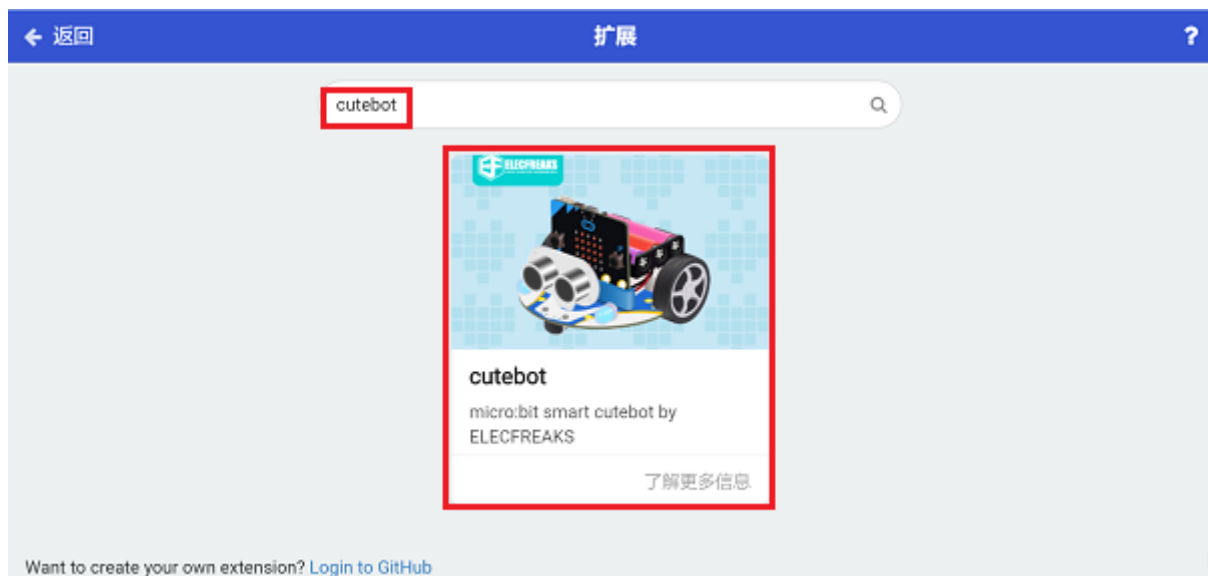 返回
扩展
?
cutebot
ELECFREAKS
cutebot
micro:bit smart cutebot by
ELECFREAKS
了解更多信息
Want to create your own extension? Login to GitHub